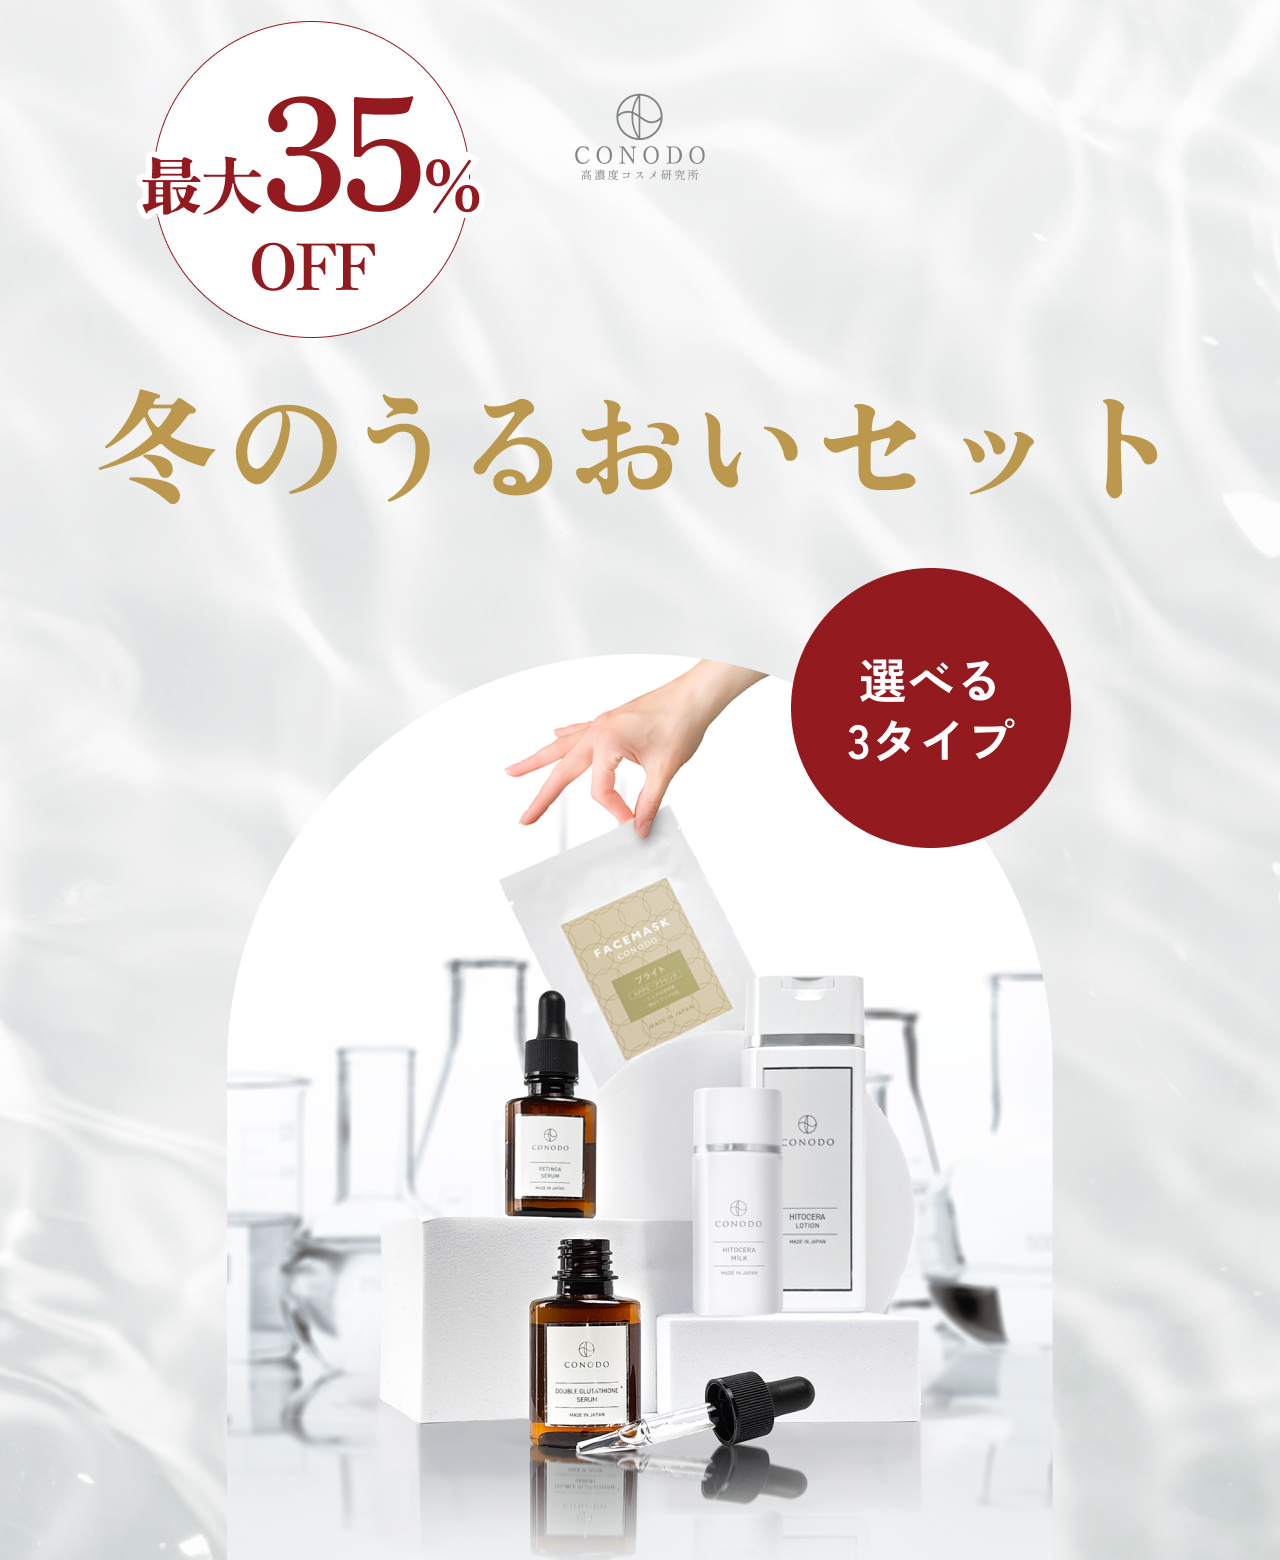 最大35%
OFF
CONODO
高濃度コスメ研究所
冬のうるおいセット
選べる
3タイプ
FACEMASK
CONODO
ブライト
MADE IN JAPAN
CONODO
RETINOA
SERUM
MADE IN JAPAN
CONODO
HITOCERA
LOTION
MADE IN JAPAN
CONODO
HITOCERA
MILK
MADE IN JAPAN
CONODO
DOUBLE GLUTATHIONE
SERUM
MADE IN JAPAN